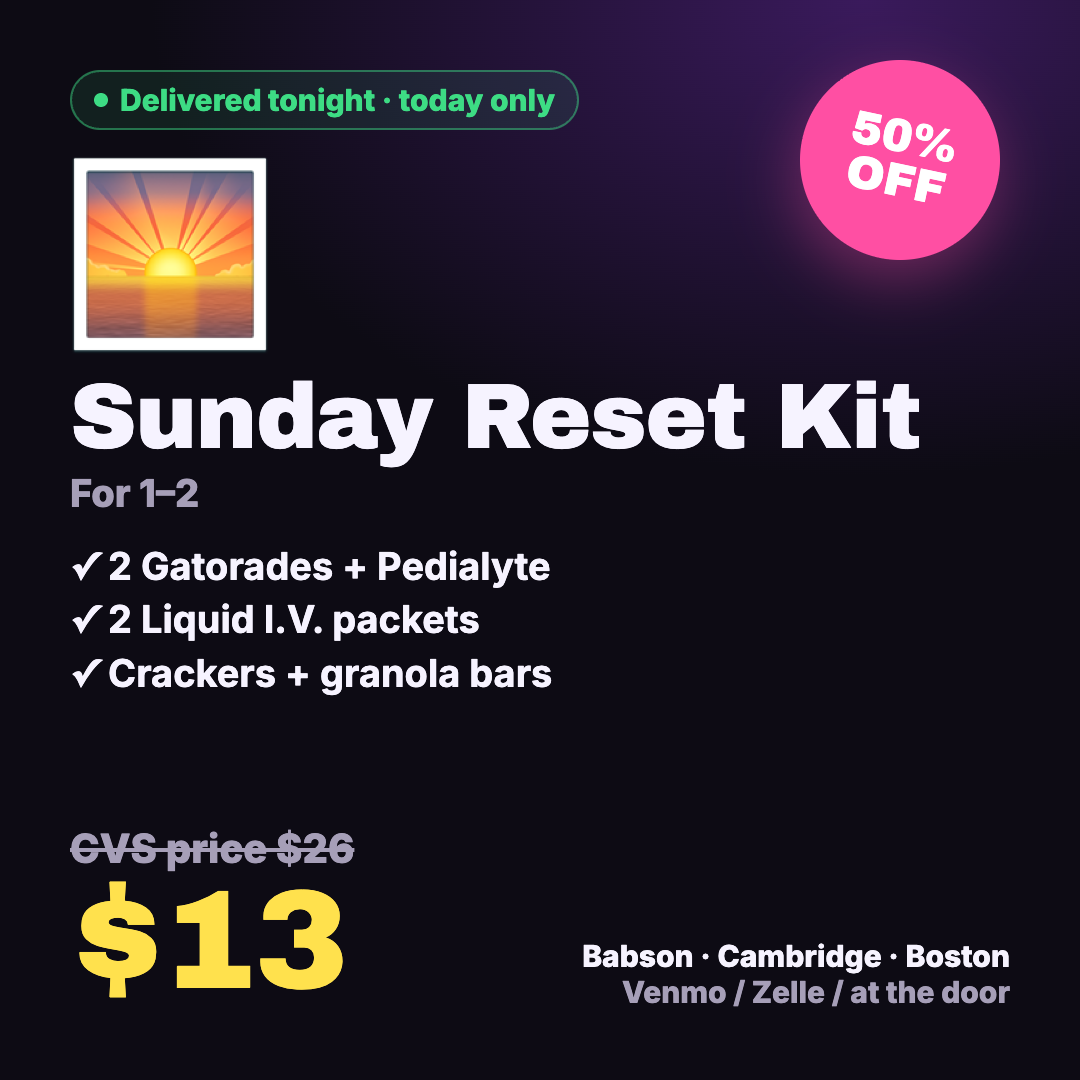 Delivered tonight · today only
50%
OFF
Sunday Reset Kit
For 1–2
✓ 2 Gatorades + Pedialyte
✓ 2 Liquid I.V. packets
✓ Crackers + granola bars
CVS price $26
$13
Babson · Cambridge · Boston
Venmo / Zelle / at the door